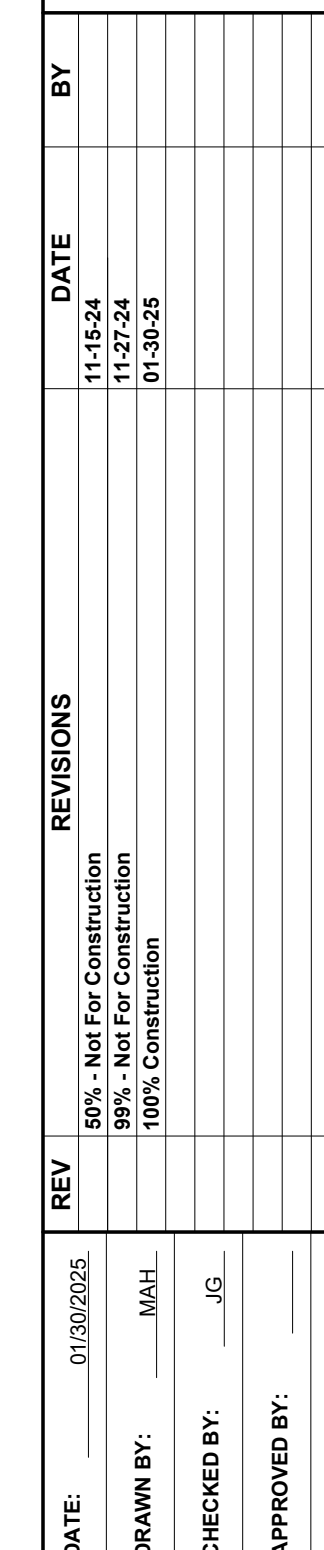 DATE: 01/30/2025
DRAWN BY: MAH
CHECKED BY: JG
APPROVED BY:
REV REVISIONS DATE BY
50% - Not For Construction 11-15-24
99% - Not For Construction 11-27-24
100% Construction 01-30-25